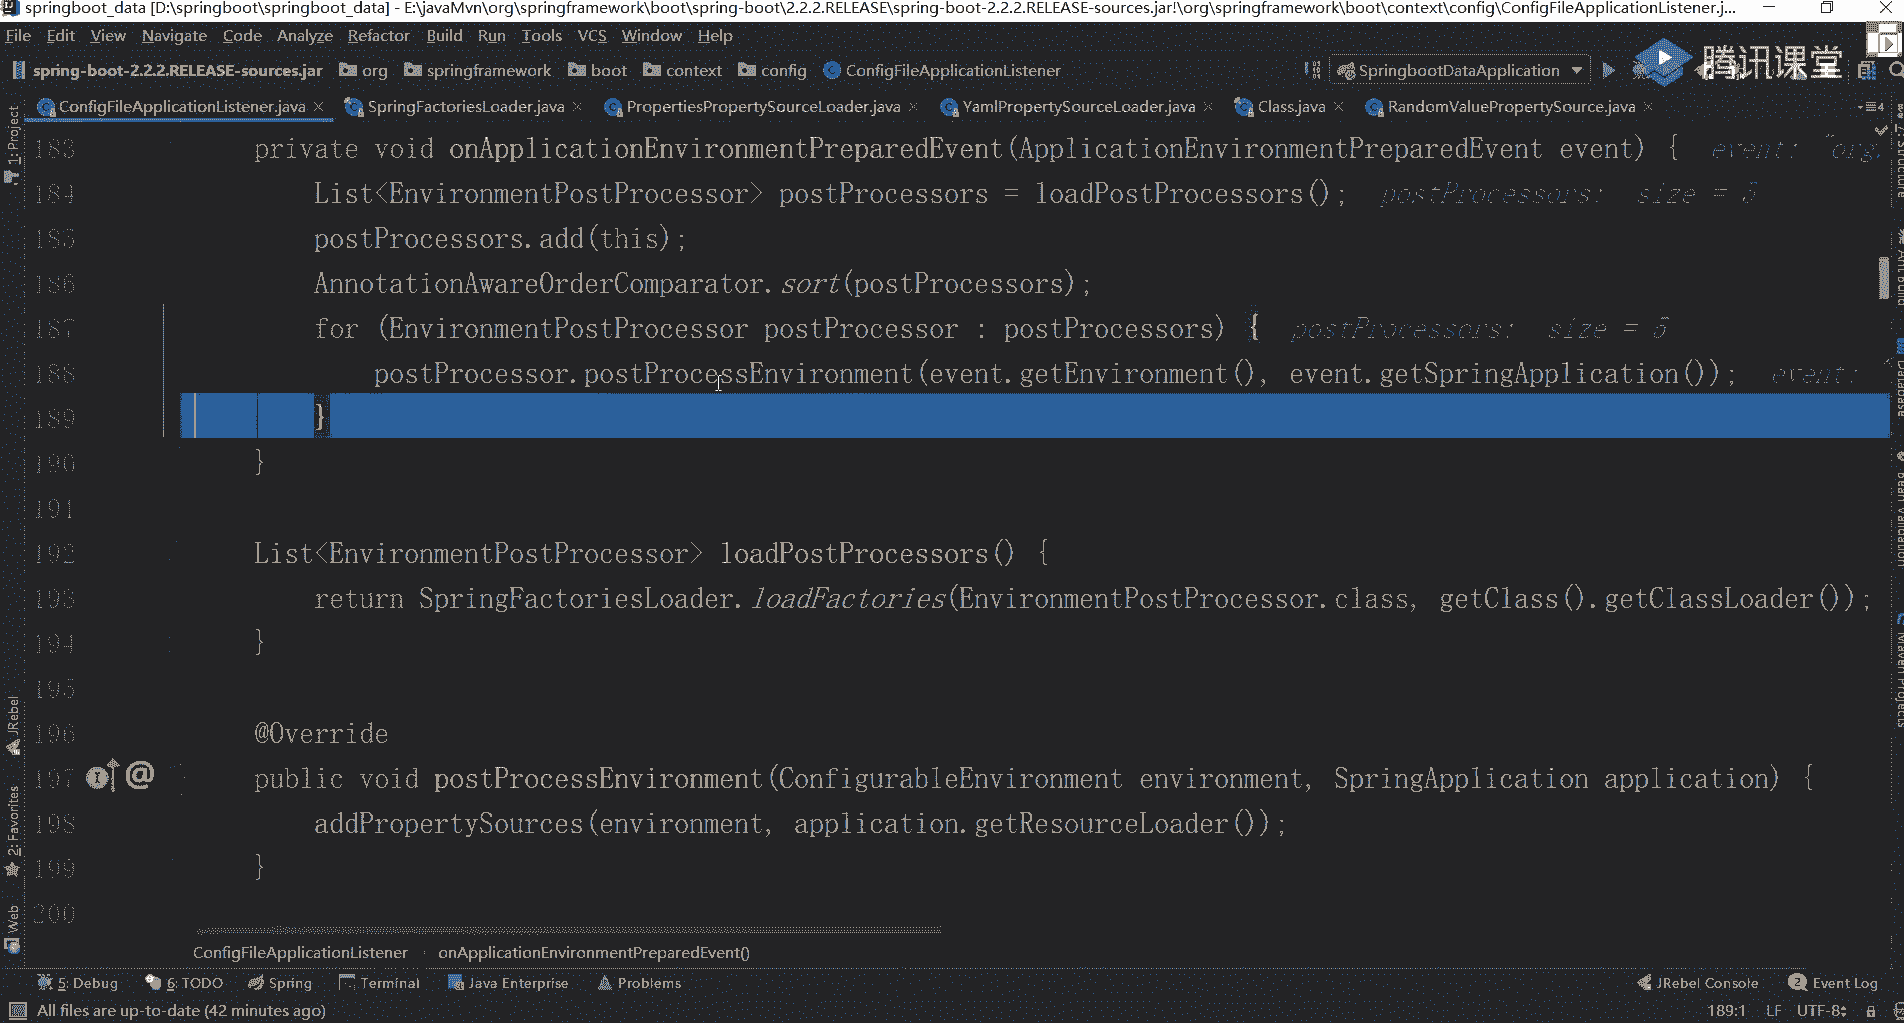 springboot_data [D:\springboot\springboot_data] - E:\javaMvn\org\springframework\boot\spring-boot\2.2.2.RELEASE\spring-boot-2.2.2.RELEASE-sources.jar!\org\springframework\boot\context\config\ConfigFileApplicationListener.j...
File Edit View Navigate Code Analyze Refactor Build Run Tools VCS Window Help
spring-boot-2.2.2.RELEASE-sources.jar org springframework boot context config ConfigFileApplicationListener SpringbootDataApplication 腾讯课堂
ConfigFileApplicationListener.java SpringFactoriesLoader.java PropertiesPropertySourceLoader.java YamlPropertySourceLoader.java Class.java RandomValuePropertySource.java
1: Project
183 private void onApplicationEnvironmentPreparedEvent(ApplicationEnvironmentPreparedEvent event) { event: "org.
184 List<EnvironmentPostProcessor> postProcessors = loadPostProcessors(); postProcessors: size = 5
185 postProcessors.add(this);
186 AnnotationAwareOrderComparator.sort(postProcessors);
187 for (EnvironmentPostProcessor postProcessor : postProcessors) { postProcessors: size = 5
188 postProcessor.postProcessEnvironment(event.getEnvironment(), event.getSpringApplication()); event:
189 }
190 }
191
192 List<EnvironmentPostProcessor> loadPostProcessors() {
193 return SpringFactoriesLoader.loadFactories(EnvironmentPostProcessor.class, getClass().getClassLoader());
194 }
195
196 @Override
197 public void postProcessEnvironment(ConfigurableEnvironment environment, SpringApplication application) {
198 addPropertySources(environment, application.getResourceLoader());
199 }
200
JRebel
2: Favorites
Web
Database
Bean Validation
Maven Projects
ConfigFileApplicationListener onApplicationEnvironmentPreparedEvent()
5: Debug 6: TODO Spring Terminal Java Enterprise Problems JRebel Console 2 Event Log
All files are up-to-date (42 minutes ago) 189:1 LF UTF-8